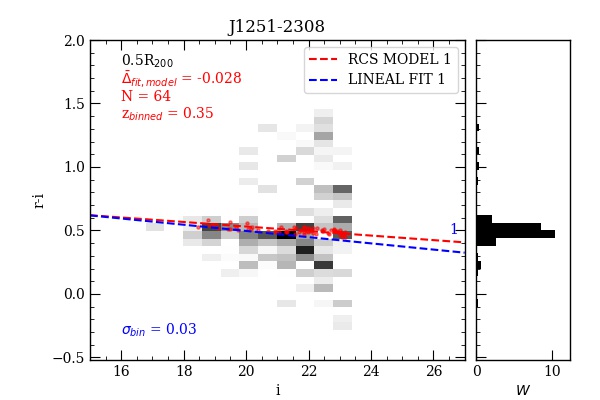 J1251-2308
2.0
1.5
1.0
0.5
0.0
−0.5
r-i
0.5R200
Δ̄fit, model = -0.028
N = 64
zbinned = 0.35
RCS MODEL 1
LINEAL FIT 1
1
σbin = 0.03
16 18 20 22 24 26
i
0 10
W